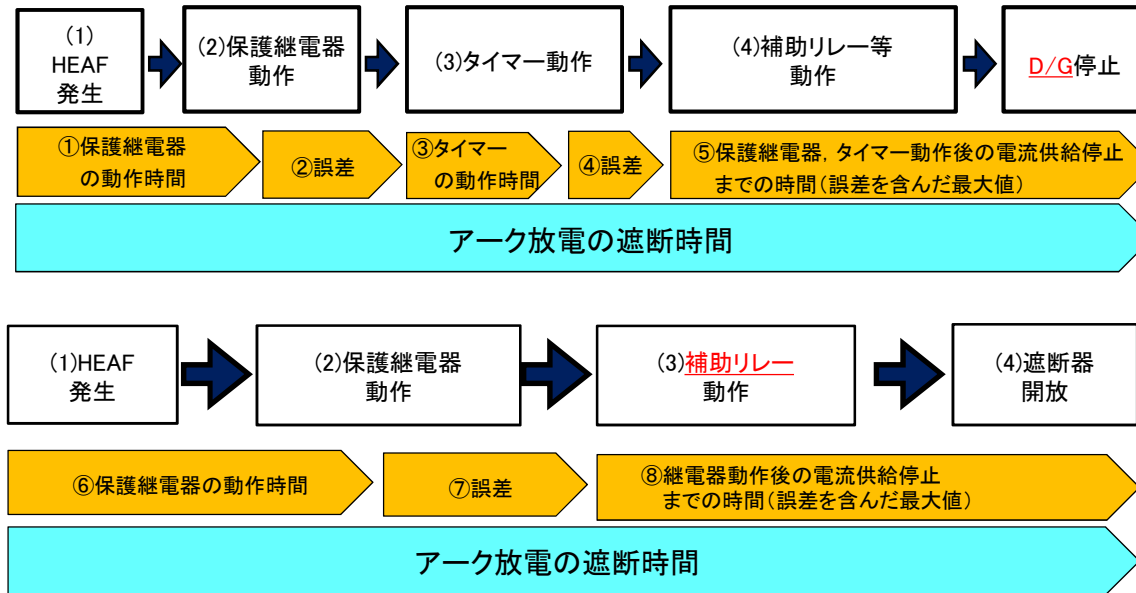 (1)
HEAF
発生
(2)保護継電器
動作
(3)タイマー動作
(4)補助リレー等
動作
D/G停止
①保護継電器
の動作時間
②誤差
③タイマー
の動作時間
④誤差
⑤保護継電器，タイマー動作後の電流供給停止
までの時間(誤差を含んだ最大値)
アーク放電の遮断時間
(1)HEAF
発生
(2)保護継電器
動作
(3)補助リレー
動作
(4)遮断器
開放
⑥保護継電器の動作時間
⑦誤差
⑧継電器動作後の電流供給停止
までの時間(誤差を含んだ最大値)
アーク放電の遮断時間